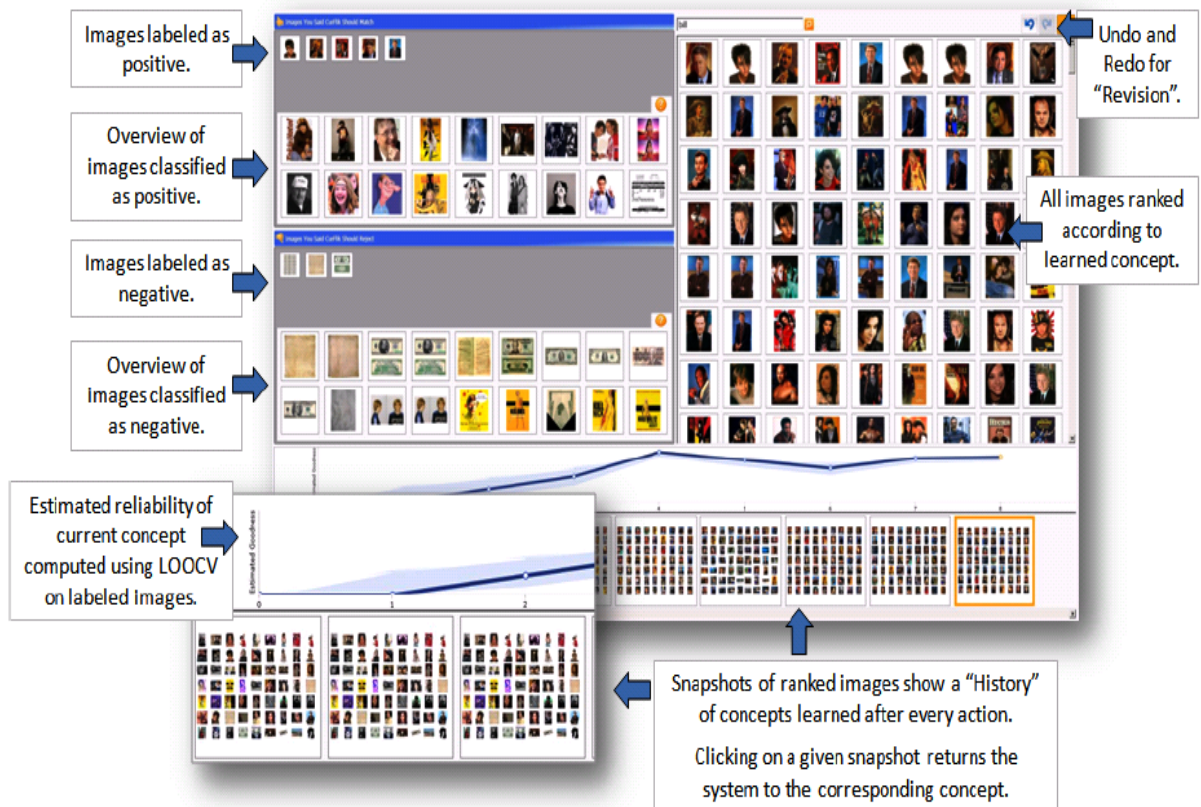 Images labeled as
positive.
Images You Said CueFlik Should Match
bill
Undo and
Redo for
"Revision".
Overview of
images classified
as positive.
All images ranked
according to
learned concept.
Images labeled as
negative.
Images You Said CueFlik Should Reject
Overview of
images classified
as negative.
Estimated reliability of
current concept
computed using LOOCV
on labeled images.
Estimated Goodness
0
1
2
4
5
6
7
8
Snapshots of ranked images show a "History"
of concepts learned after every action.
Clicking on a given snapshot returns the
system to the corresponding concept.